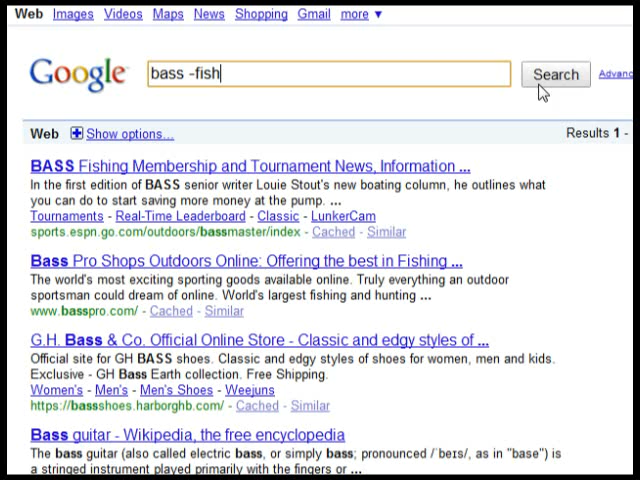 Web Images Videos Maps News Shopping Gmail more ▼
Google bass -fish Search Advanc
Web Show options... Results 1 -
BASS Fishing Membership and Tournament News, Information ...
In the first edition of BASS senior writer Louie Stout's new boating column, he outlines what
you can do to start saving more money at the pump. ...
Tournaments - Real-Time Leaderboard - Classic - LunkerCam
sports.espn.go.com/outdoors/bassmaster/index - Cached - Similar
Bass Pro Shops Outdoors Online: Offering the best in Fishing ...
The world's most exciting sporting goods available online. Truly everything an outdoor
sportsman could dream of online. World's largest fishing and hunting ...
www.basspro.com/ - Cached - Similar
G.H. Bass & Co. Official Online Store - Classic and edgy styles of ...
Official site for GH BASS shoes. Classic and edgy styles of shoes for women, men and kids.
Exclusive - GH Bass Earth collection. Free Shipping.
Women's - Men's - Men's Shoes - Weejuns
https://bassshoes.harborghb.com/ - Cached - Similar
Bass guitar - Wikipedia, the free encyclopedia
The bass guitar (also called electric bass, or simply bass; pronounced /ˈbeɪs/, as in "base") is
a stringed instrument played primarily with the fingers or ...